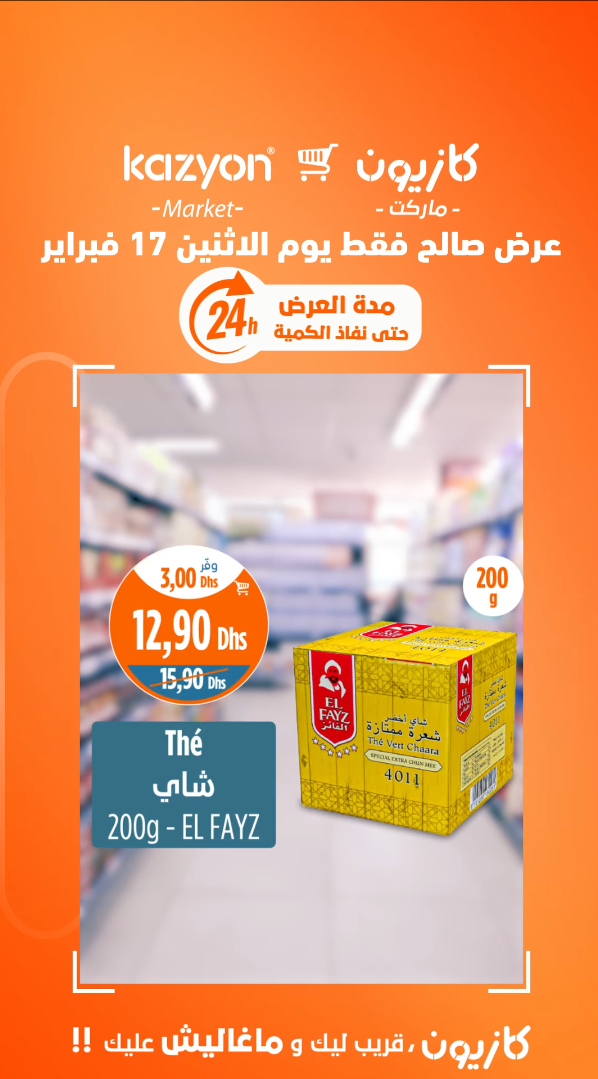 kazyon® كازيون
-Market- - ماركت -
عرض صالح فقط يوم الاثنين 17 فبراير
24h
مدة العرض
حتى نفاذ الكمية
وفّر
3,00 Dhs
12,90 Dhs
15,90 Dhs
200
g
Thé
شاي
200g - EL FAYZ
EL
FAYZ
الفائز
شاي أخضر
شعرة ممتازة
Thé Vert Chaara
SPECIAL EXTRA CHUN MEE
4011
كازيون، قريب ليك و ماغاليش عليك !!